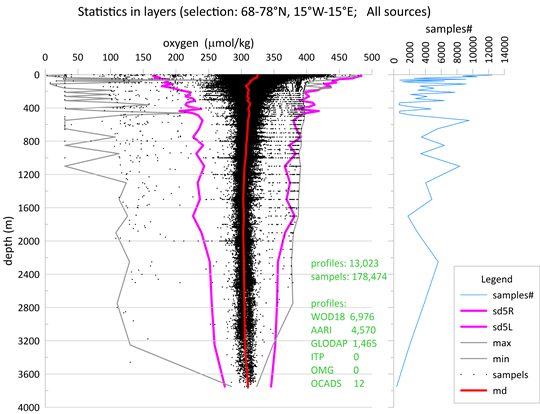 Statistics in layers (selection: 68-78°N, 15°W-15°E; All sources)
oxygen (µmol/kg)
samples#
0 50 100 150 200 250 300 350 400 450 500
0 2000 4000 6000 8000 10000 12000 14000
depth (m)
0
400
800
1200
1600
2000
2400
2800
3200
3600
4000
profiles: 13,023
sampels: 178,474
profiles:
WOD18 6,976
AARI 4,570
GLODAP 1,465
ITP 0
OMG 0
OCADS 12
Legend
samples#
sd5R
sd5L
max
min
sampels
md